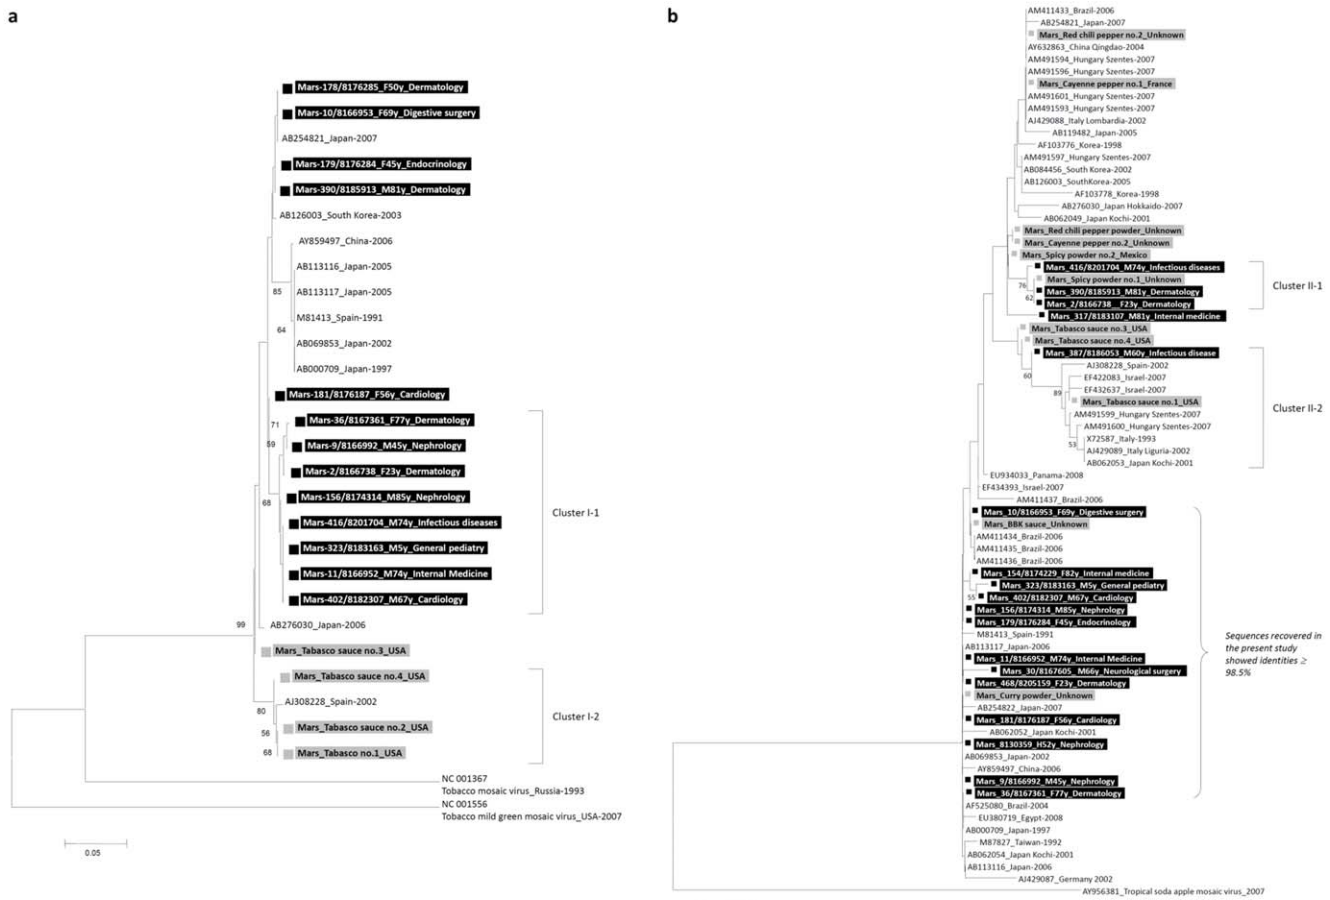 a
Mars-178/8176285_F50y_Dermatology
Mars-10/8166953_F69y_Digestive surgery
AB254821_Japan-2007
Mars-179/8176284_F45y_Endocrinology
Mars-390/8185913_M81y_Dermatology
AB126003_South Korea-2003
AY859497_China-2006
AB113116_Japan-2005
85
AB113117_Japan-2005
M81413_Spain-1991
64
AB069853_Japan-2002
AB000709_Japan-1997
Mars-181/8176187_F56y_Cardiology
Mars-36/8167361_F77y_Dermatology
71
59
Mars-9/8166992_M45y_Nephrology
Mars-2/8166738_F23y_Dermatology
Mars-156/8174314_M85y_Nephrology
68
Mars-416/8201704_M74y_Infectious diseases
Cluster I-1
Mars-323/8183163_M5y_General pediatry
Mars-11/8166952_M74y_Internal Medicine
Mars-402/8182307_M67y_Cardiology
99
AB276030_Japan-2006
Mars_Tabasco sauce no.3_USA
Mars_Tabasco sauce no.4_USA
AJ308228_Spain-2002
80
Cluster I-2
Mars_Tabasco sauce no.2_USA
56
68
Mars_Tabasco no.1_USA
NC 001367
Tobacco mosaic virus_Russia-1993
NC 001556
Tobacco mild green mosaic virus_USA-2007
0.05
b
AM411433_Brazil-2006
AB254821_Japan-2007
Mars_Red chili pepper no.2_Unknown
AY632863_China Qingdao-2004
AM491594_Hungary Szentes-2007
AM491596_Hungary Szentes-2007
Mars_Cayenne pepper no.1_France
AM491601_Hungary Szentes-2007
AM491593_Hungary Szentes-2007
AJ429088_Italy Lombardia-2002
AB119482_Japan-2005
AF103776_Korea-1998
AM491597_Hungary Szentes-2007
AB084456_South Korea-2002
AB126003_SouthKorea-2005
AF103778_Korea-1998
AB276030_Japan Hokkaido-2007
AB062049_Japan Kochi-2001
Mars_Red chili pepper powder_Unknown
Mars_Cayenne pepper no.2_Unknown
Mars_Spicy powder no.2_Mexico
Mars_416/8201704_M74y_Infectious diseases
Mars_Spicy powder no.1_Unknown
76
Cluster II-1
Mars_390/8185913_M81y_Dermatology
62
Mars_2/8166738__F23y_Dermatology
Mars_317/8183107_M81y_Internal medicine
Mars_Tabasco sauce no.3_USA
Mars_Tabasco sauce no.4_USA
Mars_387/8186053_M60y_Infectious disease
AJ308228_Spain-2002
60
EF422083_Israel-2007
EF432637_Israel-2007
89
Mars_Tabasco sauce no.1_USA
Cluster II-2
AM491599_Hungary Szentes-2007
AM491600_Hungary Szentes-2007
X72587_Italy-1993
53
AJ429089_Italy Liguria-2002
AB062053_Japan Kochi-2001
EU934033_Panama-2008
EF434393_Israel-2007
AM411437_Brazil-2006
Mars_10/8166953_F69y_Digestive surgery
Mars_BBK sauce_Unknown
AM411434_Brazil-2006
AM411435_Brazil-2006
AM411436_Brazil-2006
Mars_154/8174229_F82y_Internal medicine
Mars_323/8183163_M5y_General pediatry
55
Mars_402/8182307_M67y_Cardiology
Mars_156/8174314_M85y_Nephrology
Mars_179/8176284_F45y_Endocrinology
M81413_Spain-1991
AB113117_Japan-2006
Mars_11/8166952_M74y_Internal Medicine
Mars_30/8167605_M66y_Neurological surgery
Mars_468/8205159_F23y_Dermatology
Mars_Curry powder_Unknown
AB254822_Japan-2007
Mars_181/8176187_F56y_Cardiology
AB062052_Japan Kochi-2001
Mars_8130359_H52y_Nephrology
AB069853_Japan-2002
AY859497_China-2006
Mars_9/8166992_M45y_Nephrology
Mars_36/8167361_F77y_Dermatology
AF525080_Brazil-2004
EU380719_Egypt-2008
AB000709_Japan-1997
M87827_Taiwan-1992
AB062054_Japan Kochi-2001
AB113116_Japan-2006
AJ429087_Germany 2002
AY956381_Tropical soda apple mosaic virus_2007
Sequences recovered in
the present study
showed identities ≥
98.5%